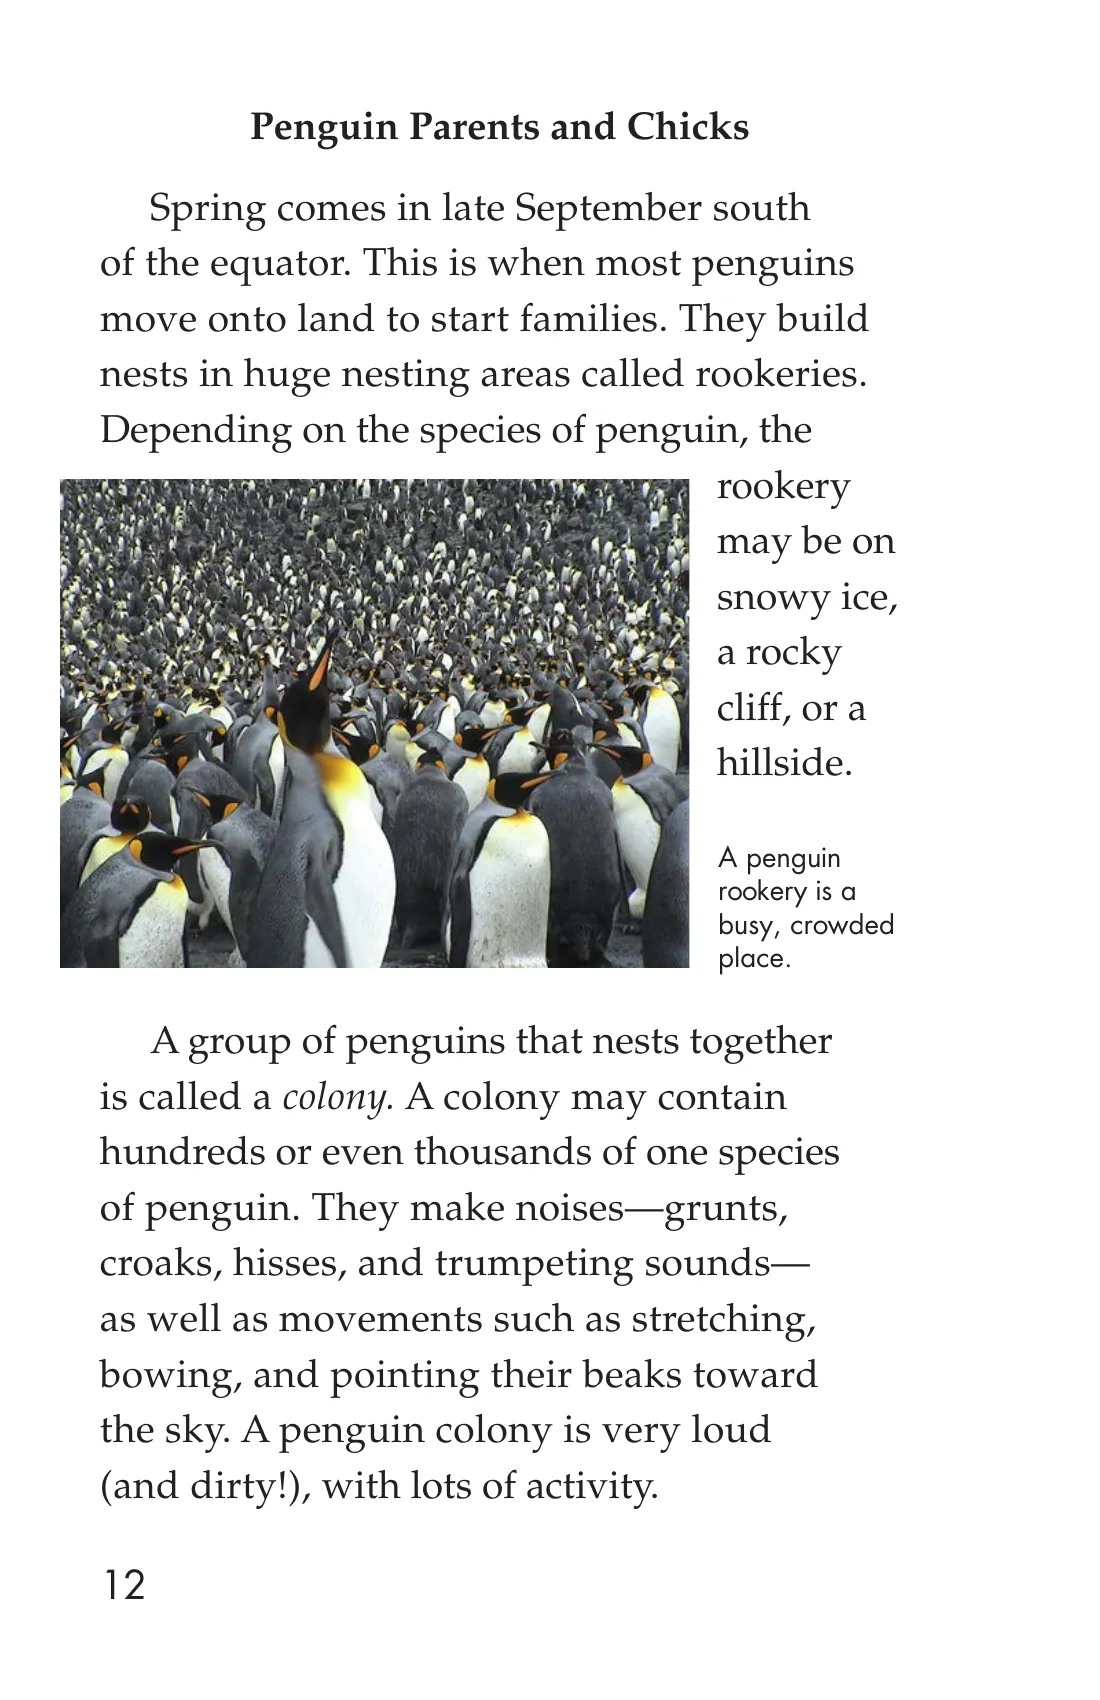 Penguin Parents and Chicks
Spring comes in late September south
of the equator. This is when most penguins
move onto land to start families. They build
nests in huge nesting areas called rookeries.
Depending on the species of penguin, the
rookery
may be on
snowy ice,
a rocky
cliff, or a
hillside.
A penguin
rookery is a
busy, crowded
place.
A group of penguins that nests together
is called a colony. A colony may contain
hundreds or even thousands of one species
of penguin. They make noises—grunts,
croaks, hisses, and trumpeting sounds—
as well as movements such as stretching,
bowing, and pointing their beaks toward
the sky. A penguin colony is very loud
(and dirty!), with lots of activity.
12